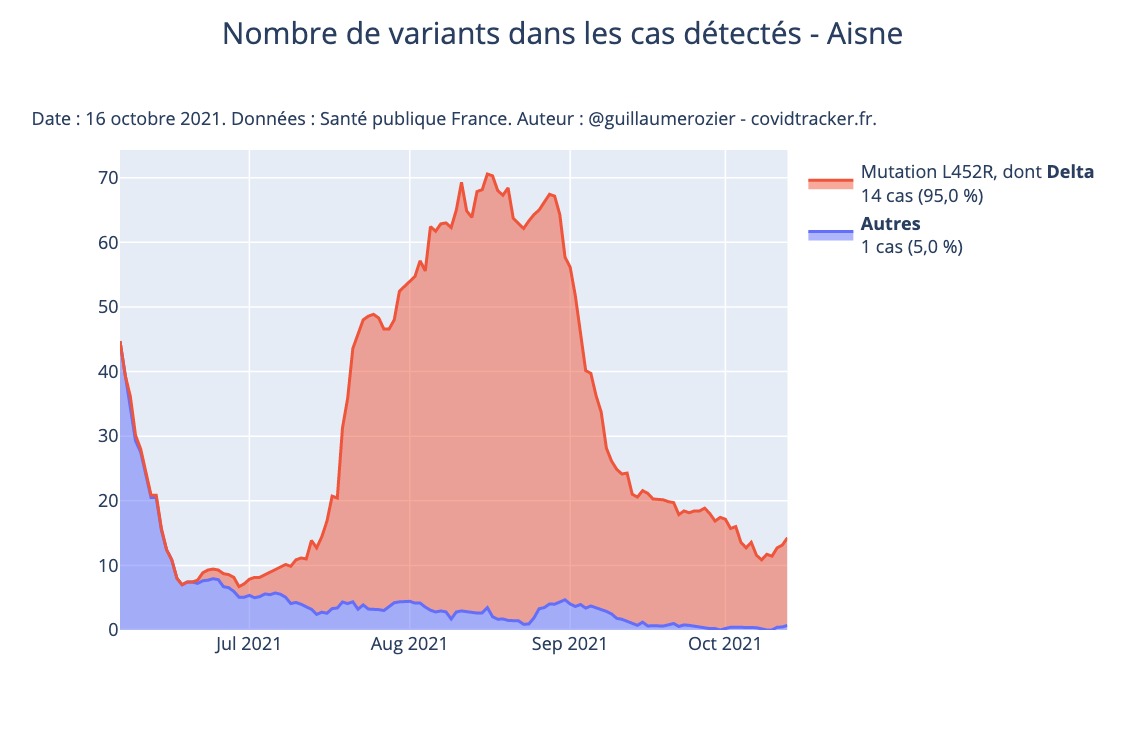 Nombre de variants dans les cas détectés - Aisne
Date : 16 octobre 2021. Données : Santé publique France. Auteur : @guillaumerozier - covidtracker.fr.
Mutation L452R, dont Delta
14 cas (95,0 %)
Autres
1 cas (5,0 %)
70
60
50
40
30
20
10
0
Jul 2021 Aug 2021 Sep 2021 Oct 2021